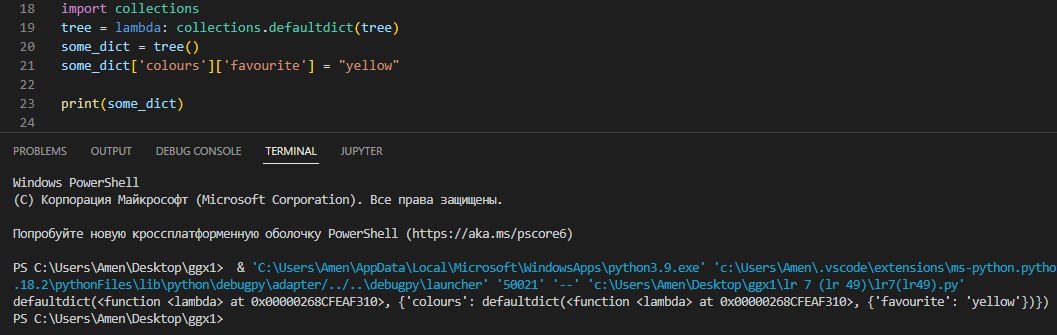 18 import collections
19 tree = lambda: collections.defaultdict(tree)
20 some_dict = tree()
21 some_dict['colours']['favourite'] = "yellow"
22
23 print(some_dict)
24
PROBLEMS OUTPUT DEBUG CONSOLE TERMINAL JUPYTER
Windows PowerShell
(C) Корпорация Майкрософт (Microsoft Corporation). Все права защищены.
Попробуйте новую кроссплатформенную оболочку PowerShell (https://aka.ms/pscore6)
PS C:\Users\Amen\Desktop\ggx1> & 'C:\Users\Amen\AppData\Local\Microsoft\WindowsApps\python3.9.exe' 'c:\Users\Amen\.vscode\extensions\ms-python.pytho
.18.2\pythonFiles\lib\python\debugpy\adapter/../..\debugpy\launcher' '50021' '--' 'c:\Users\Amen\Desktop\ggx1\lr 7 (lr 49)\lr7(lr49).py'
defaultdict(<function <lambda> at 0x00000268CFEAF310>, {'colours': defaultdict(<function <lambda> at 0x00000268CFEAF310>, {'favourite': 'yellow'})})
PS C:\Users\Amen\Desktop\ggx1>